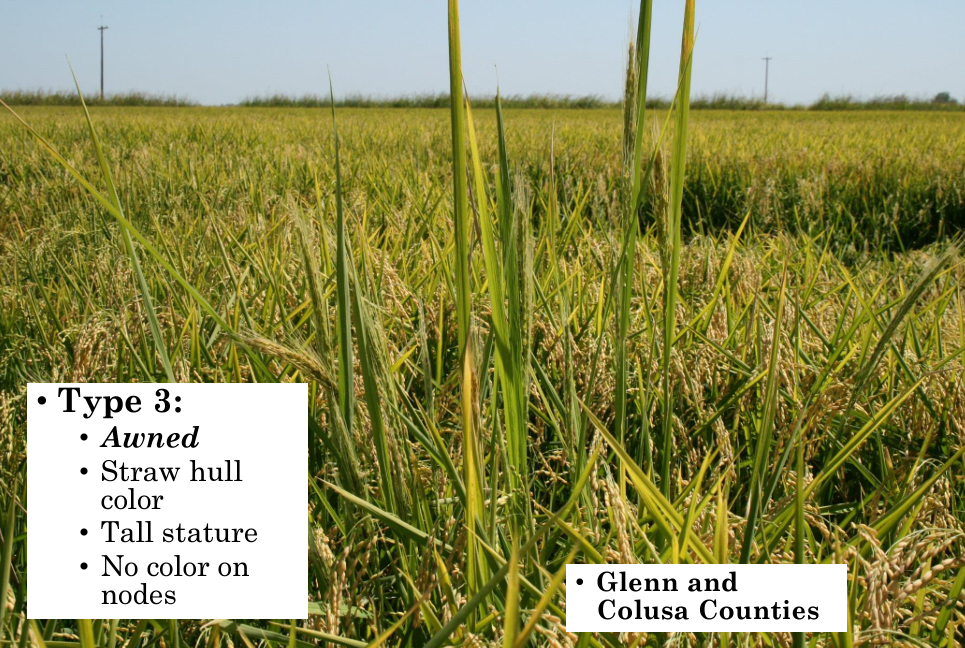 • Type 3:
• Awned
• Straw hull
color
• Tall stature
• No color on
nodes
• Glenn and
Colusa Counties